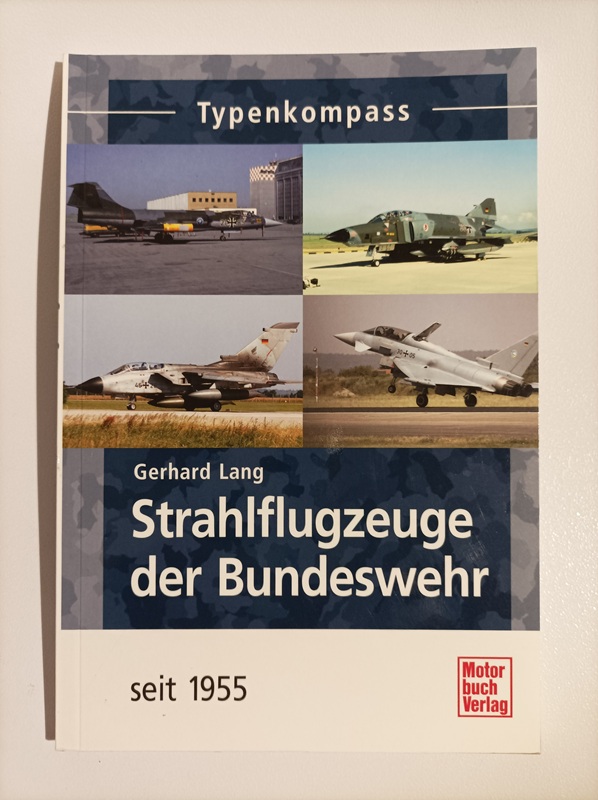 Typenkompass
Gerhard Lang
Strahlflugzeuge
der Bundeswehr
seit 1955
Motor
buch
Verlag